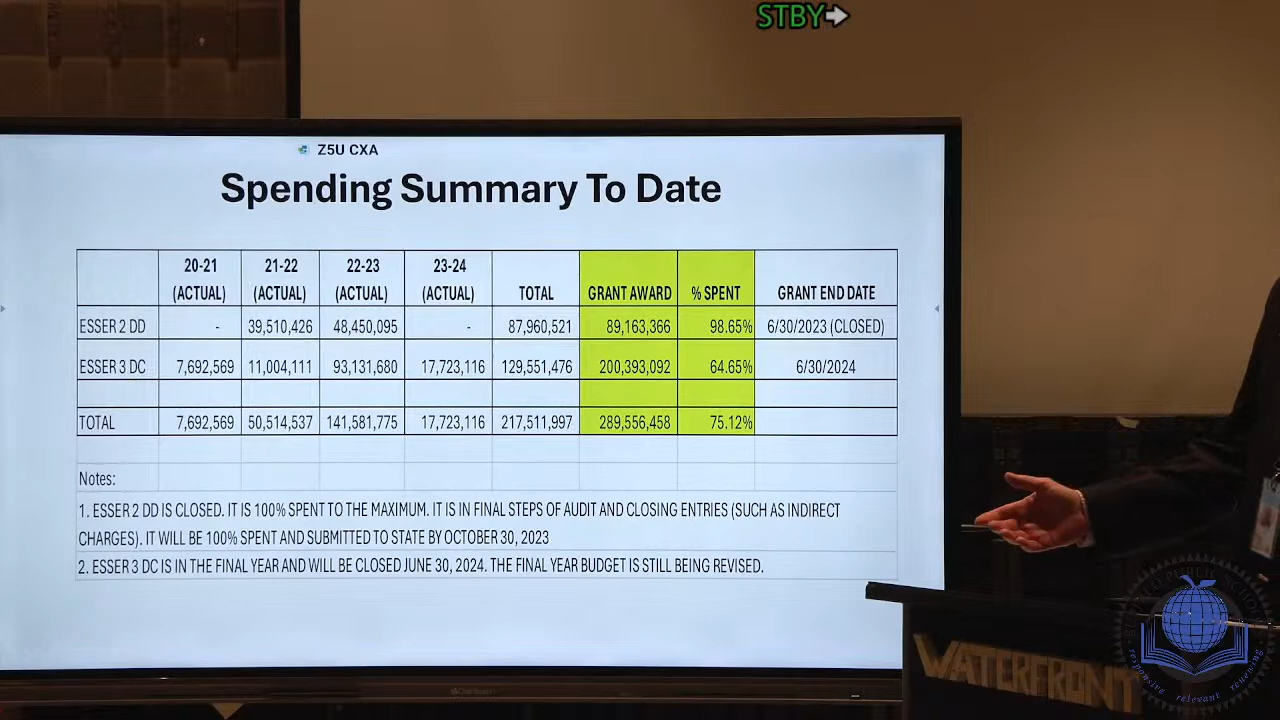 STBY
Z5U CXA
Spending Summary To Date
20-21 (ACTUAL) 21-22 (ACTUAL) 22-23 (ACTUAL) 23-24 (ACTUAL) TOTAL GRANT AWARD % SPENT GRANT END DATE
ESSER 2 DD - 39,510,426 48,450,095 - 87,960,521 89,163,366 98.65% 6/30/2023 (CLOSED)
ESSER 3 DC 7,692,569 11,004,111 93,131,680 17,723,116 129,551,476 200,393,092 64.65% 6/30/2024
TOTAL 7,692,569 50,514,537 141,581,775 17,723,116 217,511,997 289,556,458 75.12%
Notes:
1. ESSER 2 DD IS CLOSED. IT IS 100% SPENT TO THE MAXIMUM. IT IS IN FINAL STEPS OF AUDIT AND CLOSING ENTRIES (SUCH AS INDIRECT
CHARGES). IT WILL BE 100% SPENT AND SUBMITTED TO STATE BY OCTOBER 30, 2023
2. ESSER 3 DC IS IN THE FINAL YEAR AND WILL BE CLOSED JUNE 30, 2024. THE FINAL YEAR BUDGET IS STILL BEING REVISED.
WATERFRONT
responsive relevant renewing